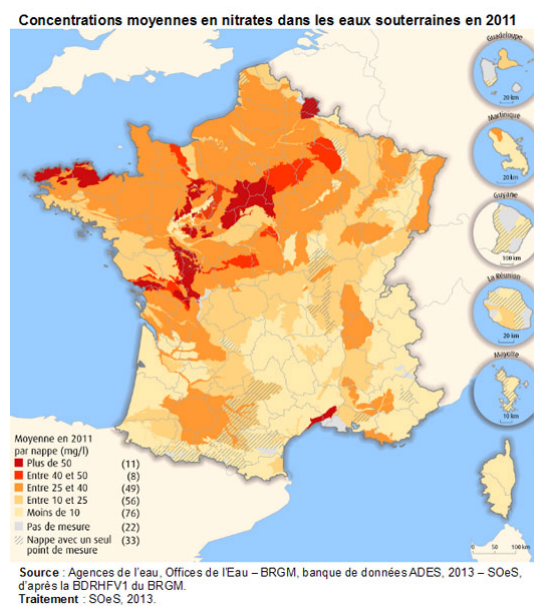 Concentrations moyennes en nitrates dans les eaux souterraines en 2011
Guadeloupe
20 km
Martinique
20 km
Guyane
100 km
La Réunion
20 km
Mayotte
10 km
Moyenne en 2011
par nappe (mg/l)
Plus de 50 (11)
Entre 40 et 50 (8)
Entre 25 et 40 (49)
Entre 10 et 25 (56)
Moins de 10 (76)
Pas de mesure (22)
Nappe avec un seul (33)
point de mesure
0 50 100 km
Source : Agences de l'eau, Offices de l'Eau – BRGM, banque de données ADES, 2013 – SOeS,
d'après la BDRHFV1 du BRGM.
Traitement : SOeS, 2013.